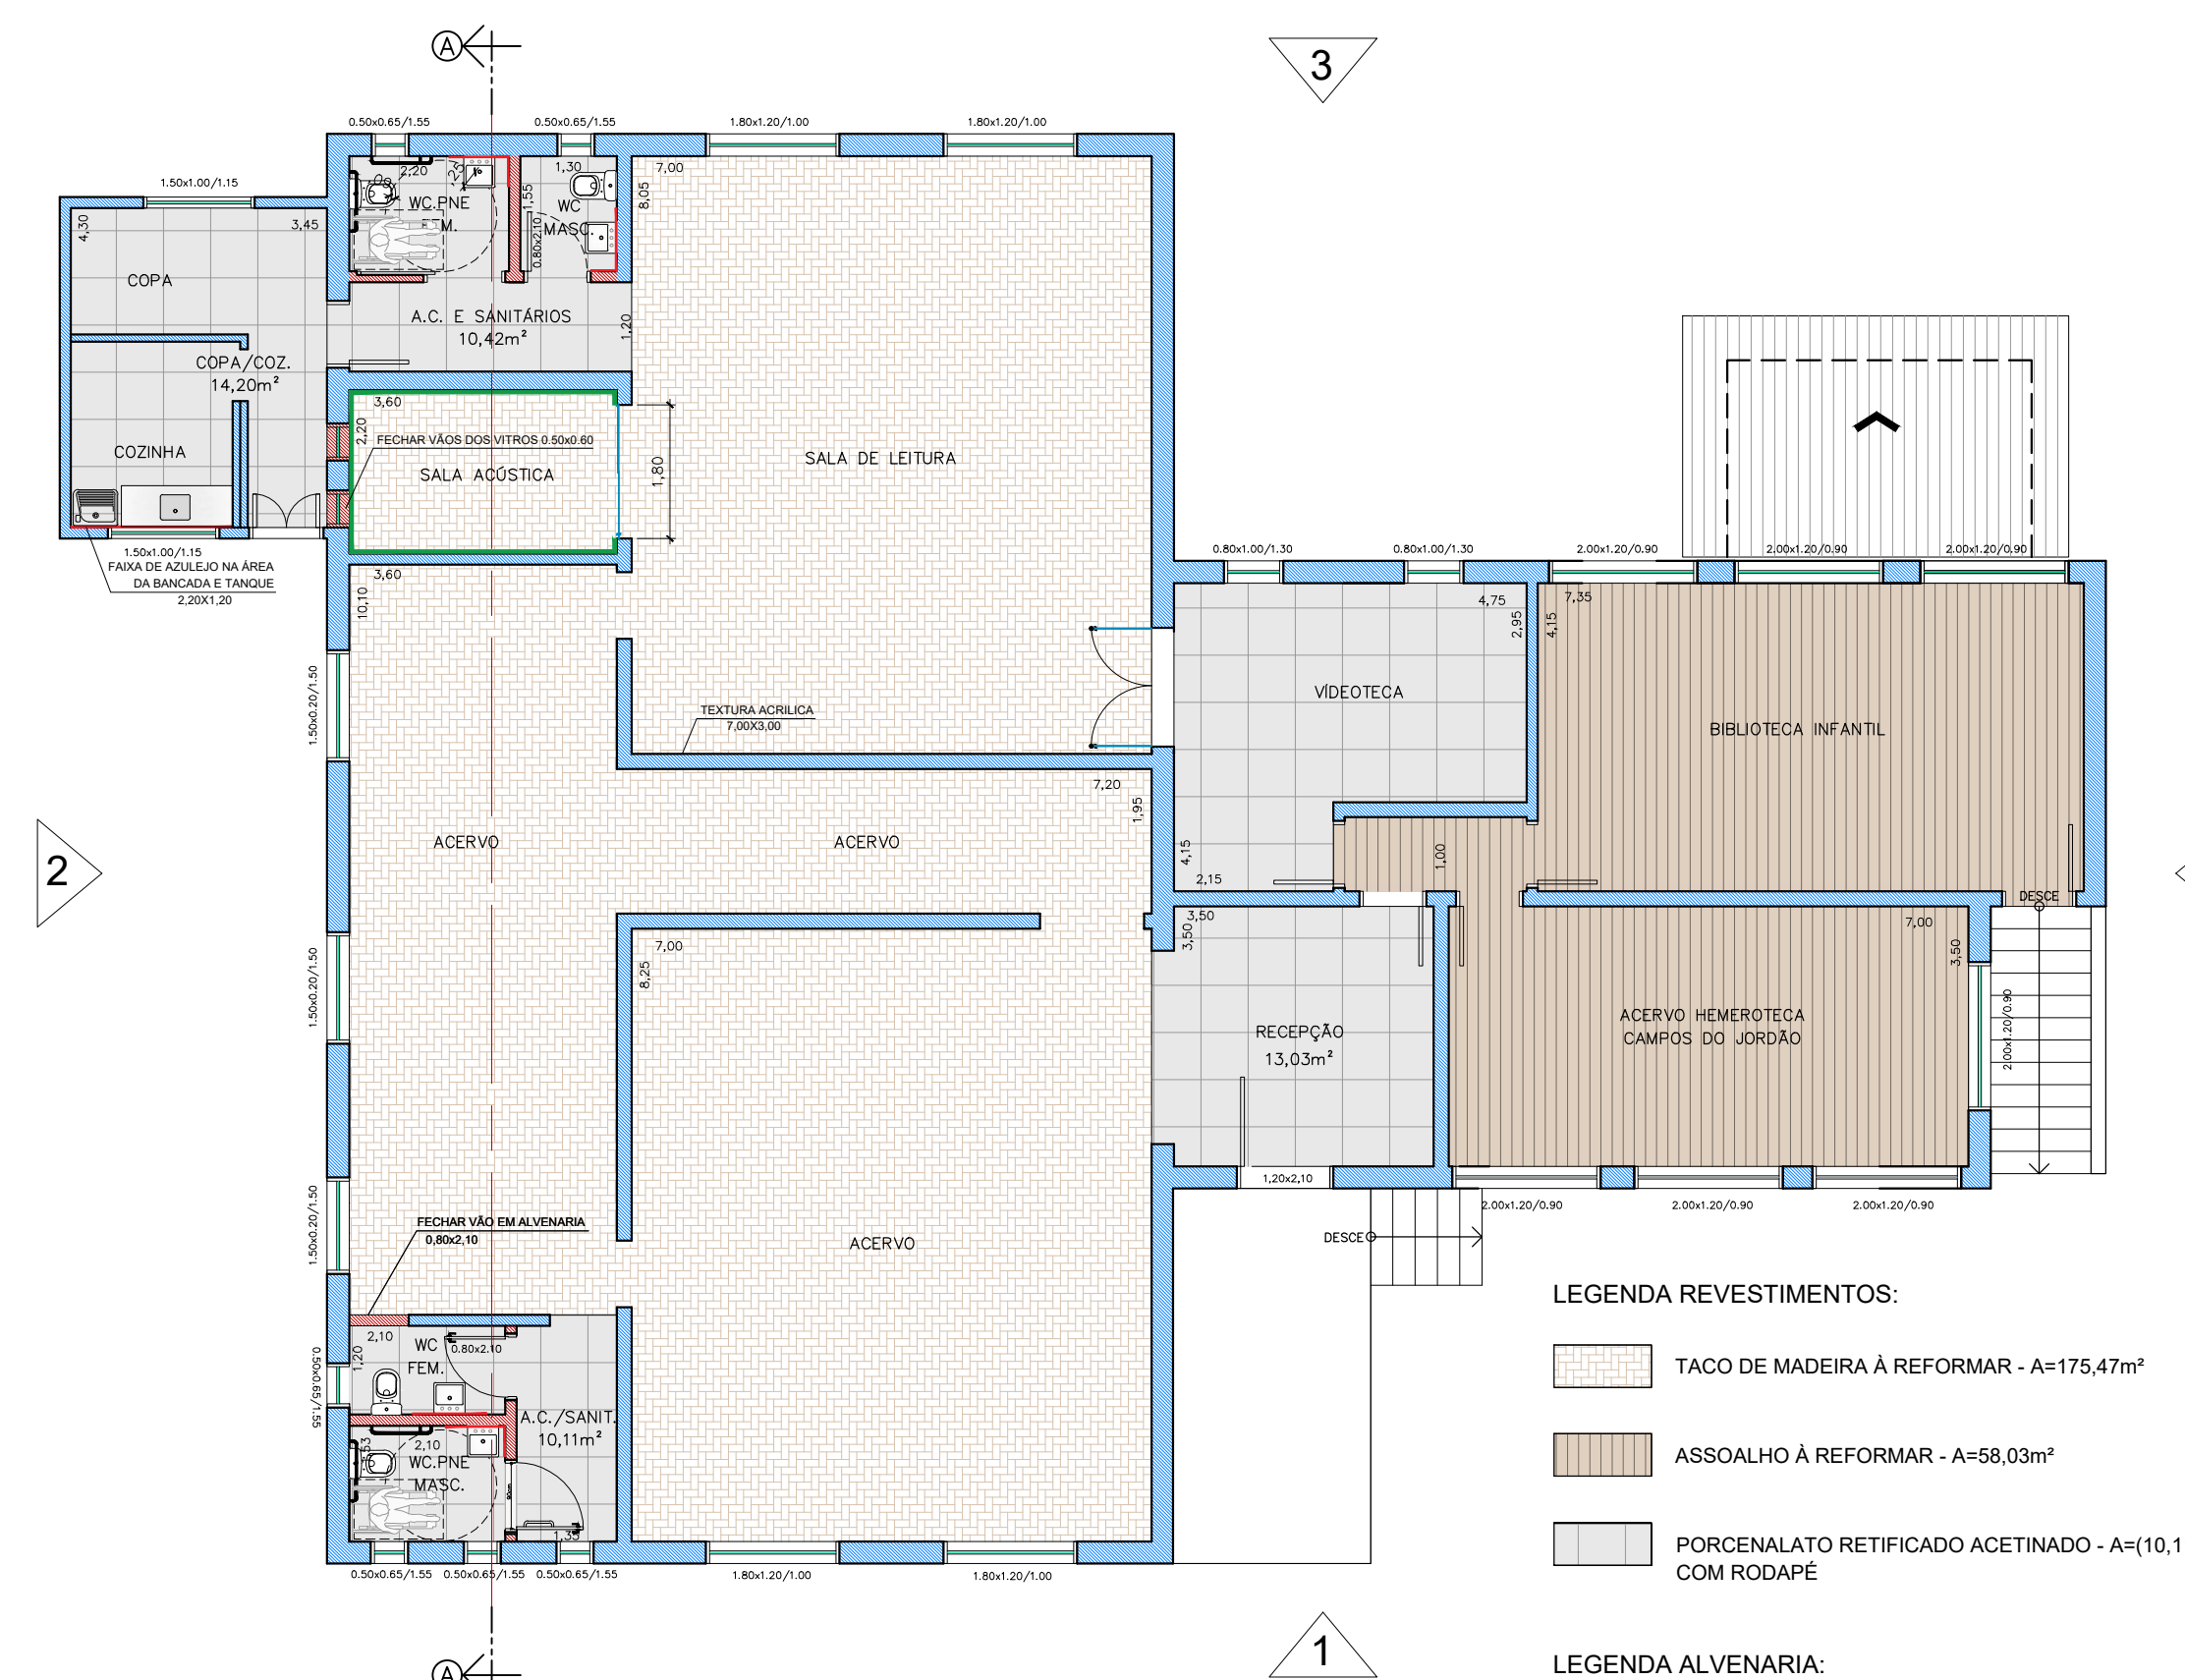 A
3
0.50x0.65/1.55
0.50x0.65/1.55
1.80x1.20/1.00
1.80x1.20/1.00
1.50x1.00/1.15
4,30
3,45
COPA
COPA/COZ.
14,20m²
COZINHA
1.50x1.00/1.15
FAIXA DE AZULEJO NA ÁREA
DA BANCADA E TANQUE
2,20X1,20
2,20
WC.PNE
1,30
1,55
WC
MASC.
0.80x2.10
A.C. E SANITÁRIOS
10,42m²
1,20
7,00
8,05
3,60
2,20
FECHAR VÃOS DOS VITROS 0.50x0.60
SALA ACÚSTICA
1,80
SALA DE LEITURA
3,60
10,10
TEXTURA ACRILICA
7,00X3,00
0.80x1.00/1.30
0.80x1.00/1.30
2.00x1.20/0.90
2.00x1.20/0.90
2.00x1.20/0.90
4,75
2,95
VÍDEOTECA
4,15
2,15
7,35
4,15
BIBLIOTECA INFANTIL
1,00
DESCE
1.50x0.20/1.50
1.50x0.20/1.50
1.50x0.20/1.50
2
ACERVO
ACERVO
7,20
1,95
7,00
8,25
ACERVO
3,50
3,50
RECEPÇÃO
13,03m²
1,20x2,10
7,00
3,50
ACERVO HEMEROTECA
CAMPOS DO JORDÃO
2.00x1.20/0.90
2.00x1.20/0.90
2.00x1.20/0.90
2.00x1.20/0.90
DESCE
FECHAR VÃO EM ALVENARIA
0,80x2,10
2,10
1,20
WC
FEM.
0.80x2.10
0.50x0.65/1.55
A.C./SANIT.
10,11m²
2,10
WC.PNE
MASC.
1,35
0.50x0.65/1.55
0.50x0.65/1.55
0.50x0.65/1.55
1.80x1.20/1.00
1.80x1.20/1.00
A
1
LEGENDA REVESTIMENTOS:
TACO DE MADEIRA À REFORMAR - A=175,47m²
ASSOALHO À REFORMAR - A=58,03m²
PORCENALATO RETIFICADO ACETINADO - A=(10,1
COM RODAPÉ
LEGENDA ALVENARIA: